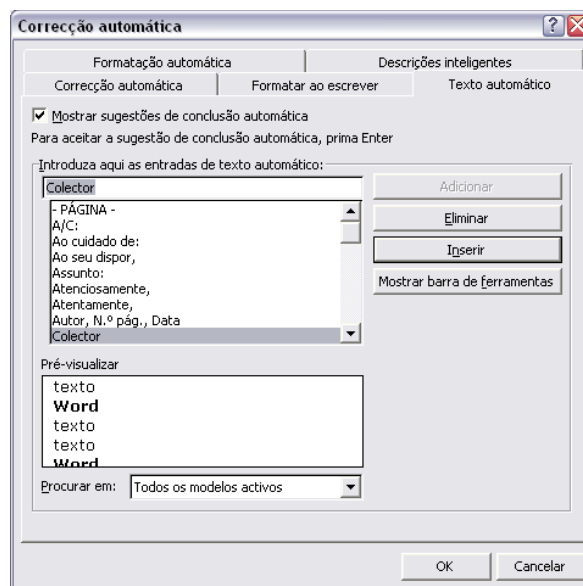 Correcção automática
Formatação automática
Descrições inteligentes
Correcção automática
Formatar ao escrever
Texto automático
Mostrar sugestões de conclusão automática
Para aceitar a sugestão de conclusão automática, prima Enter
Introduza aqui as entradas de texto automático:
Colector
Adicionar
- PÁGINA -
A/C:
Ao cuidado de:
Ao seu dispor,
Assunto:
Atenciosamente,
Atentamente,
Autor, N.º pág., Data
Colector
Eliminar
Inserir
Mostrar barra de ferramentas
Pré-visualizar
texto
Word
texto
texto
Word
Procurar em:
Todos os modelos activos
OK
Cancelar